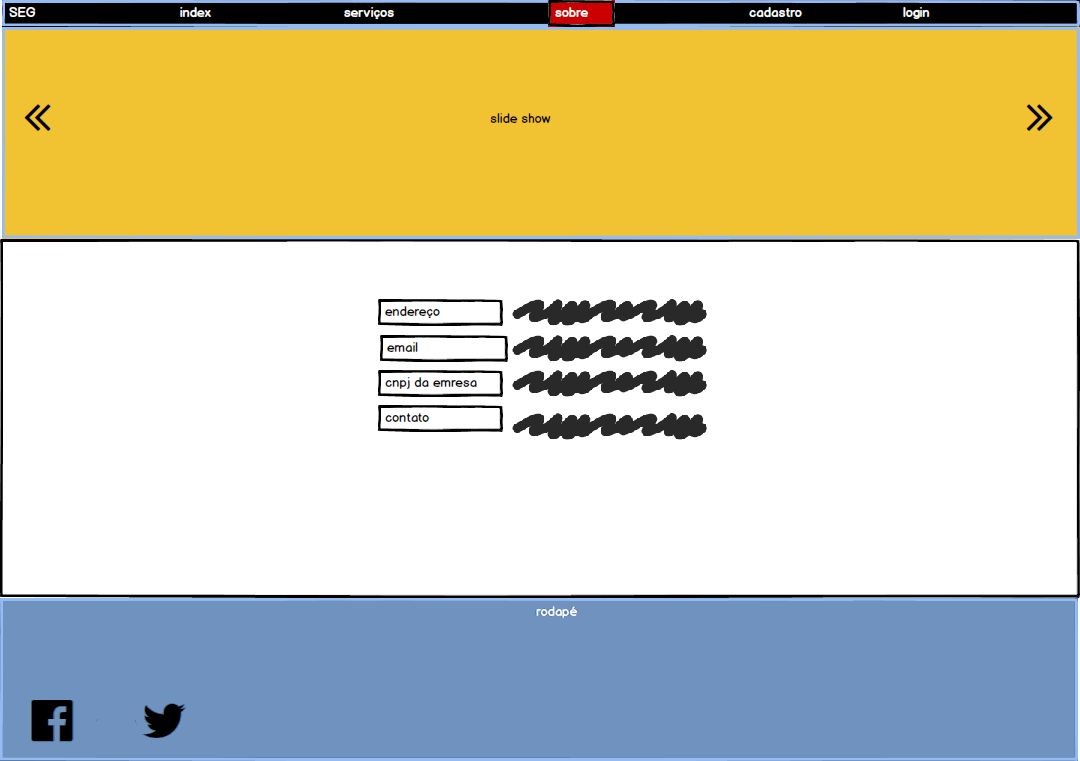 SEG index serviços sobre cadastro login
slide show
endereço
email
cnpj da emresa
contato
rodapé